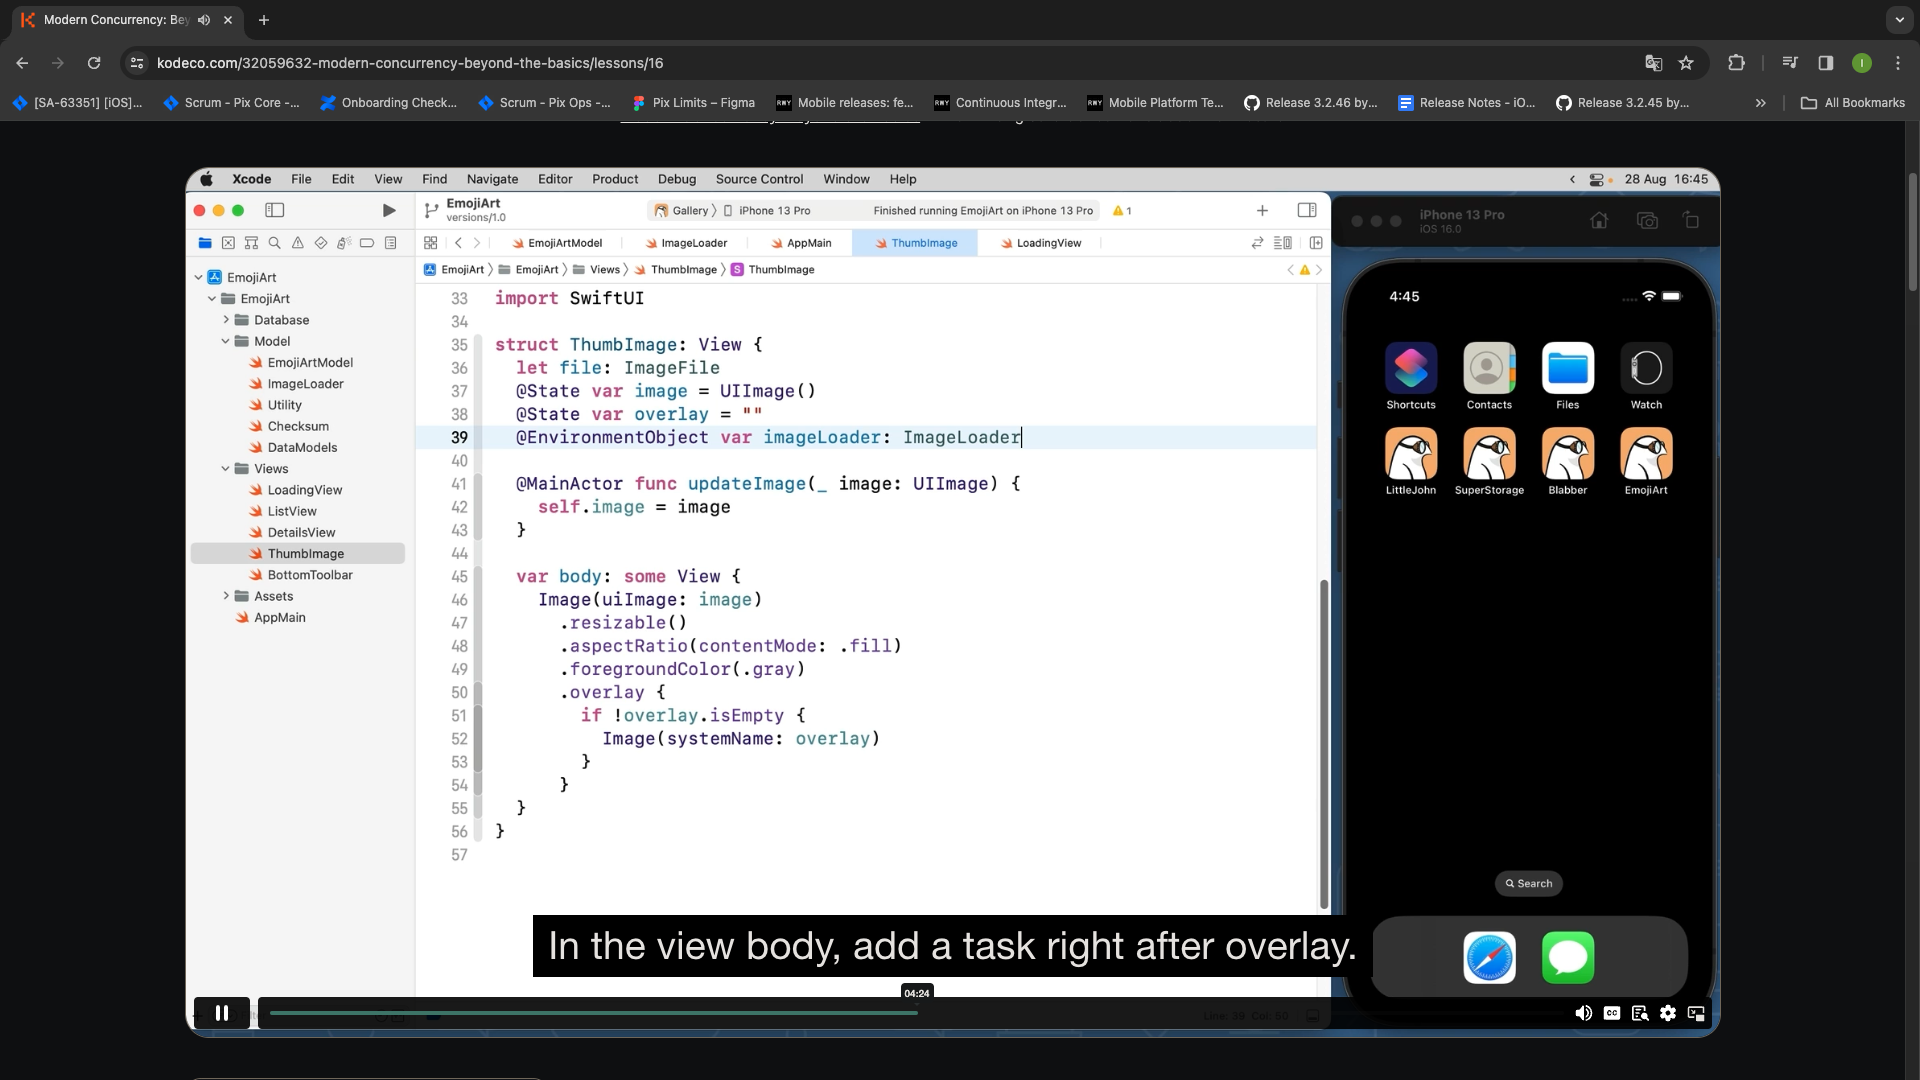 Modern Concurrency: Bey
kodeco.com/32059632-modern-concurrency-beyond-the-basics/lessons/16
[SA-63351] [iOS]...
Scrum - Pix Core -...
Onboarding Check...
Scrum - Pix Ops -...
Pix Limits – Figma
Mobile releases: fe...
Continuous Integr...
Mobile Platform Te...
Release 3.2.46 by...
Release Notes - iO...
Release 3.2.45 by...
All Bookmarks
Xcode File Edit View Find Navigate Editor Product Debug Source Control Window Help
28 Aug 16:45
EmojiArt
versions/1.0
Gallery
iPhone 13 Pro
Finished running EmojiArt on iPhone 13 Pro
1
EmojiArtModel
ImageLoader
AppMain
ThumbImage
LoadingView
EmojiArt
EmojiArt
Views
ThumbImage
ThumbImage
EmojiArt
EmojiArt
Database
Model
EmojiArtModel
ImageLoader
Utility
Checksum
DataModels
Views
LoadingView
ListView
DetailsView
ThumbImage
BottomToolbar
Assets
AppMain
33 import SwiftUI
34
35 struct ThumbImage: View {
36 let file: ImageFile
37 @State var image = UIImage()
38 @State var overlay = ""
39 @EnvironmentObject var imageLoader: ImageLoader
40
41 @MainActor func updateImage(_ image: UIImage) {
42 self.image = image
43 }
44
45 var body: some View {
46 Image(uiImage: image)
47 .resizable()
48 .aspectRatio(contentMode: .fill)
49 .foregroundColor(.gray)
50 .overlay {
51 if !overlay.isEmpty {
52 Image(systemName: overlay)
53 }
54 }
55 }
56 }
57
iPhone 13 Pro
iOS 16.0
4:45
Shortcuts
Contacts
Files
Watch
LittleJohn
SuperStorage
Blabber
EmojiArt
Search
In the view body, add a task right after overlay.
04:24
Line: 39 Col: 50
CC